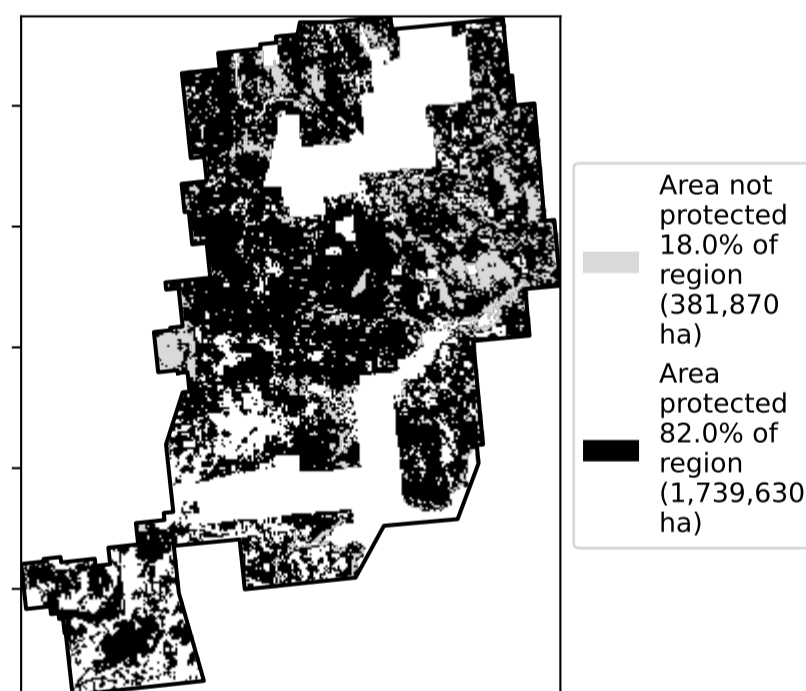 Area not
protected
18.0% of
region
(381,870
ha)
Area
protected
82.0% of
region
(1,739,630
ha)